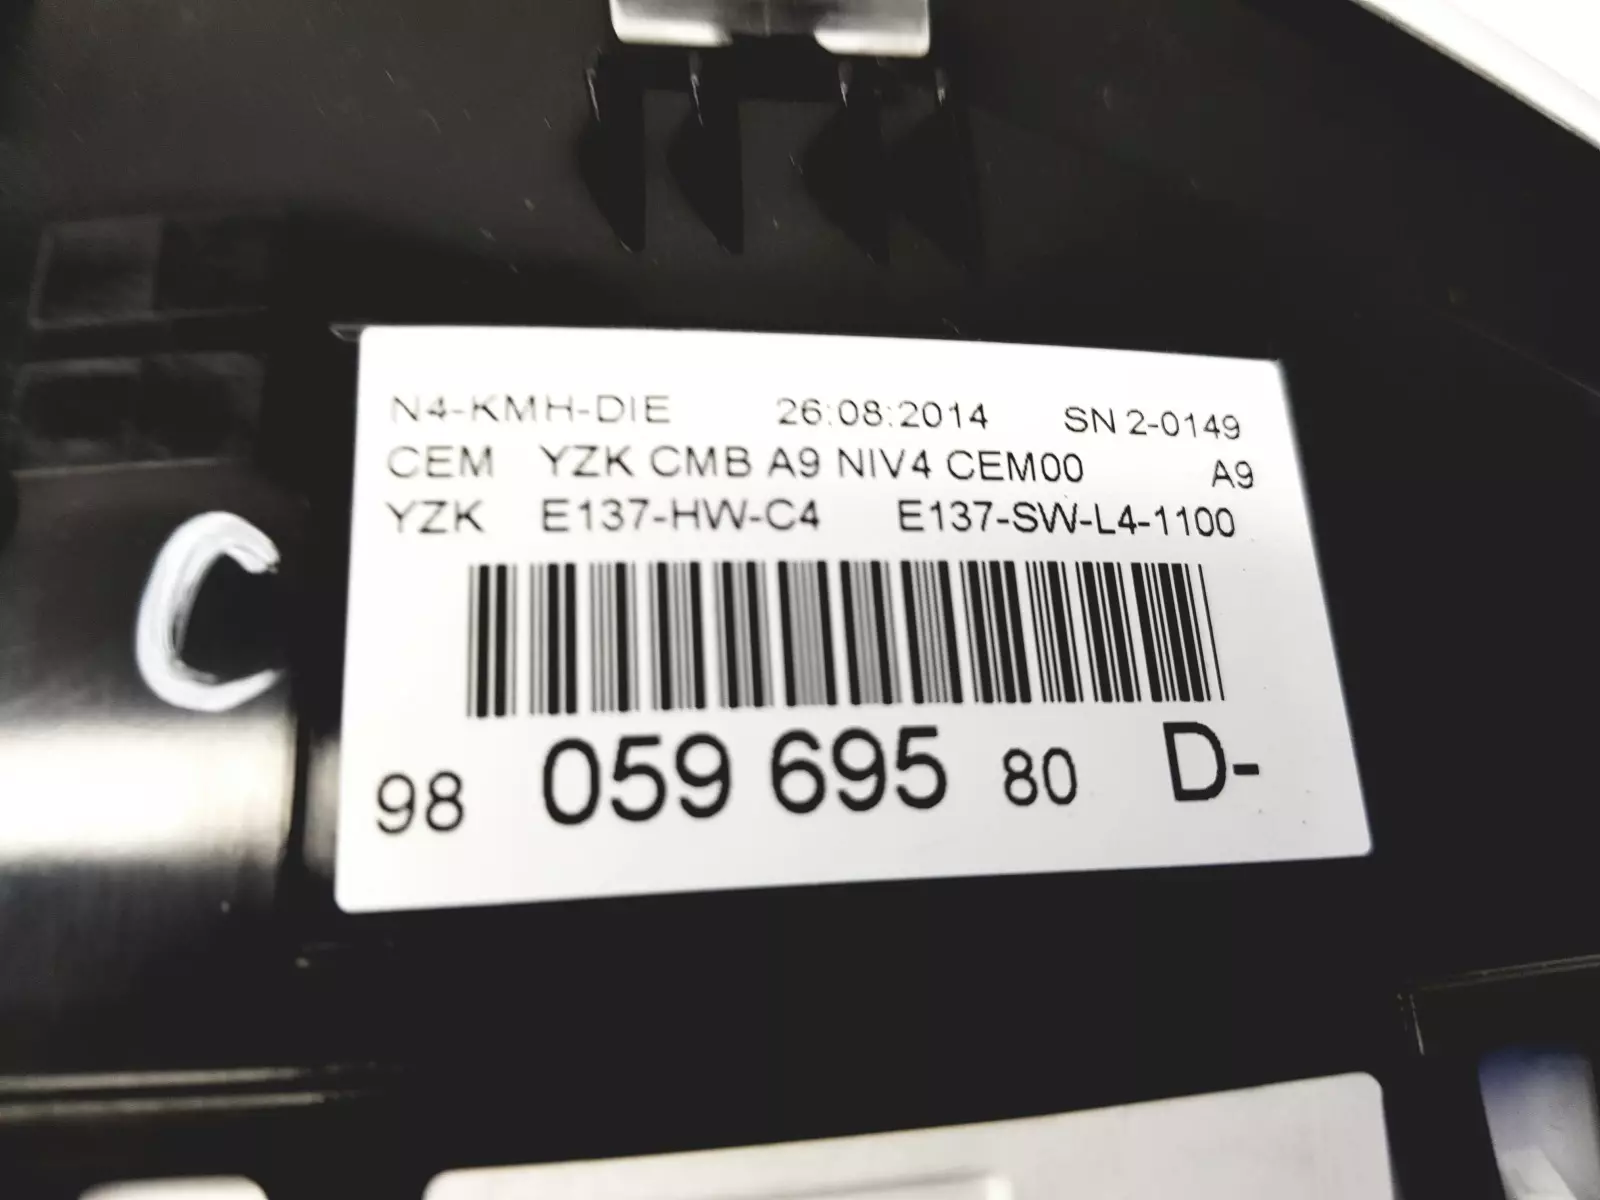 N4-KMH-DIE 26:08:2014 SN 2-0149
CEM YZK CMB A9 NIV4 CEM00 A9
YZK E137-HW-C4 E137-SW-L4-1100
C
98 059 695 80 D-